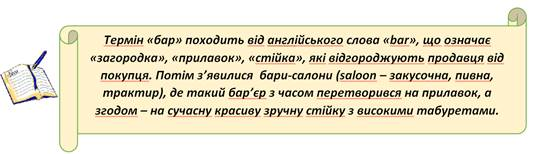 Термін «бар» походить від англійського слова «bar», що означає
«загородка», «прилавок», «стійка», які відгороджують продавця від
покупця. Потім з’явилися бари-салони (saloon – закусочна, пивна,
трактир), де такий бар’єр з часом перетворився на прилавок, а
згодом – на сучасну красиву зручну стійку з високими табуретами.